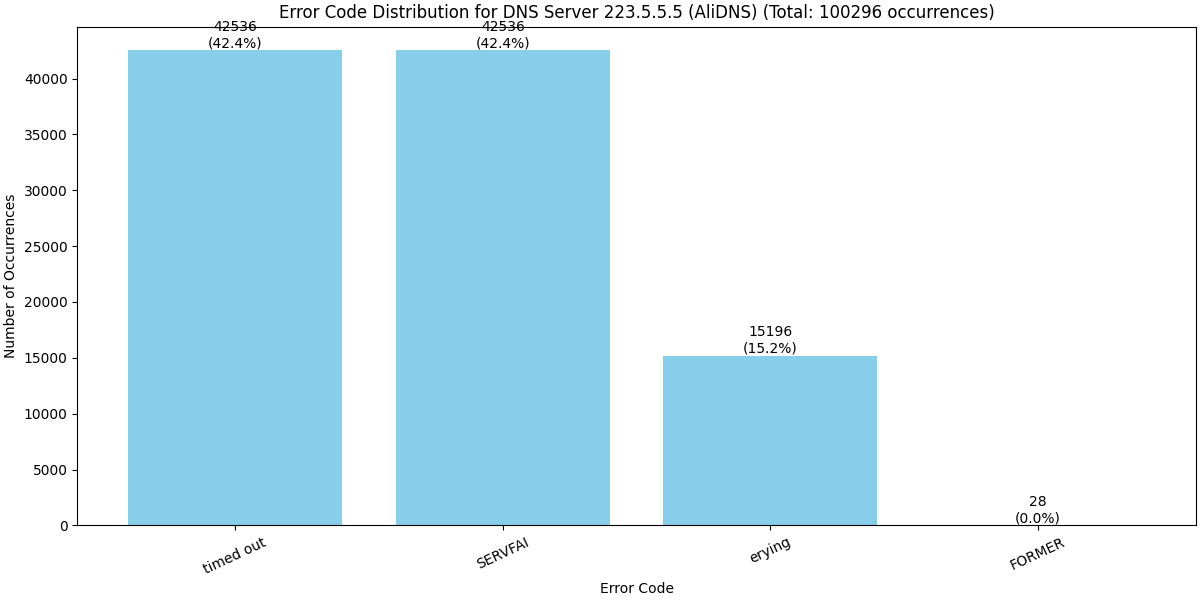 Error Code Distribution for DNS Server 223.5.5.5 (AliDNS) (Total: 100296 occurrences)
42536
(42.4%)
42536
(42.4%)
15196
(15.2%)
28
(0.0%)
Number of Occurrences
40000
35000
30000
25000
20000
15000
10000
5000
0
timed out
SERVFAI
erying
FORMER
Error Code